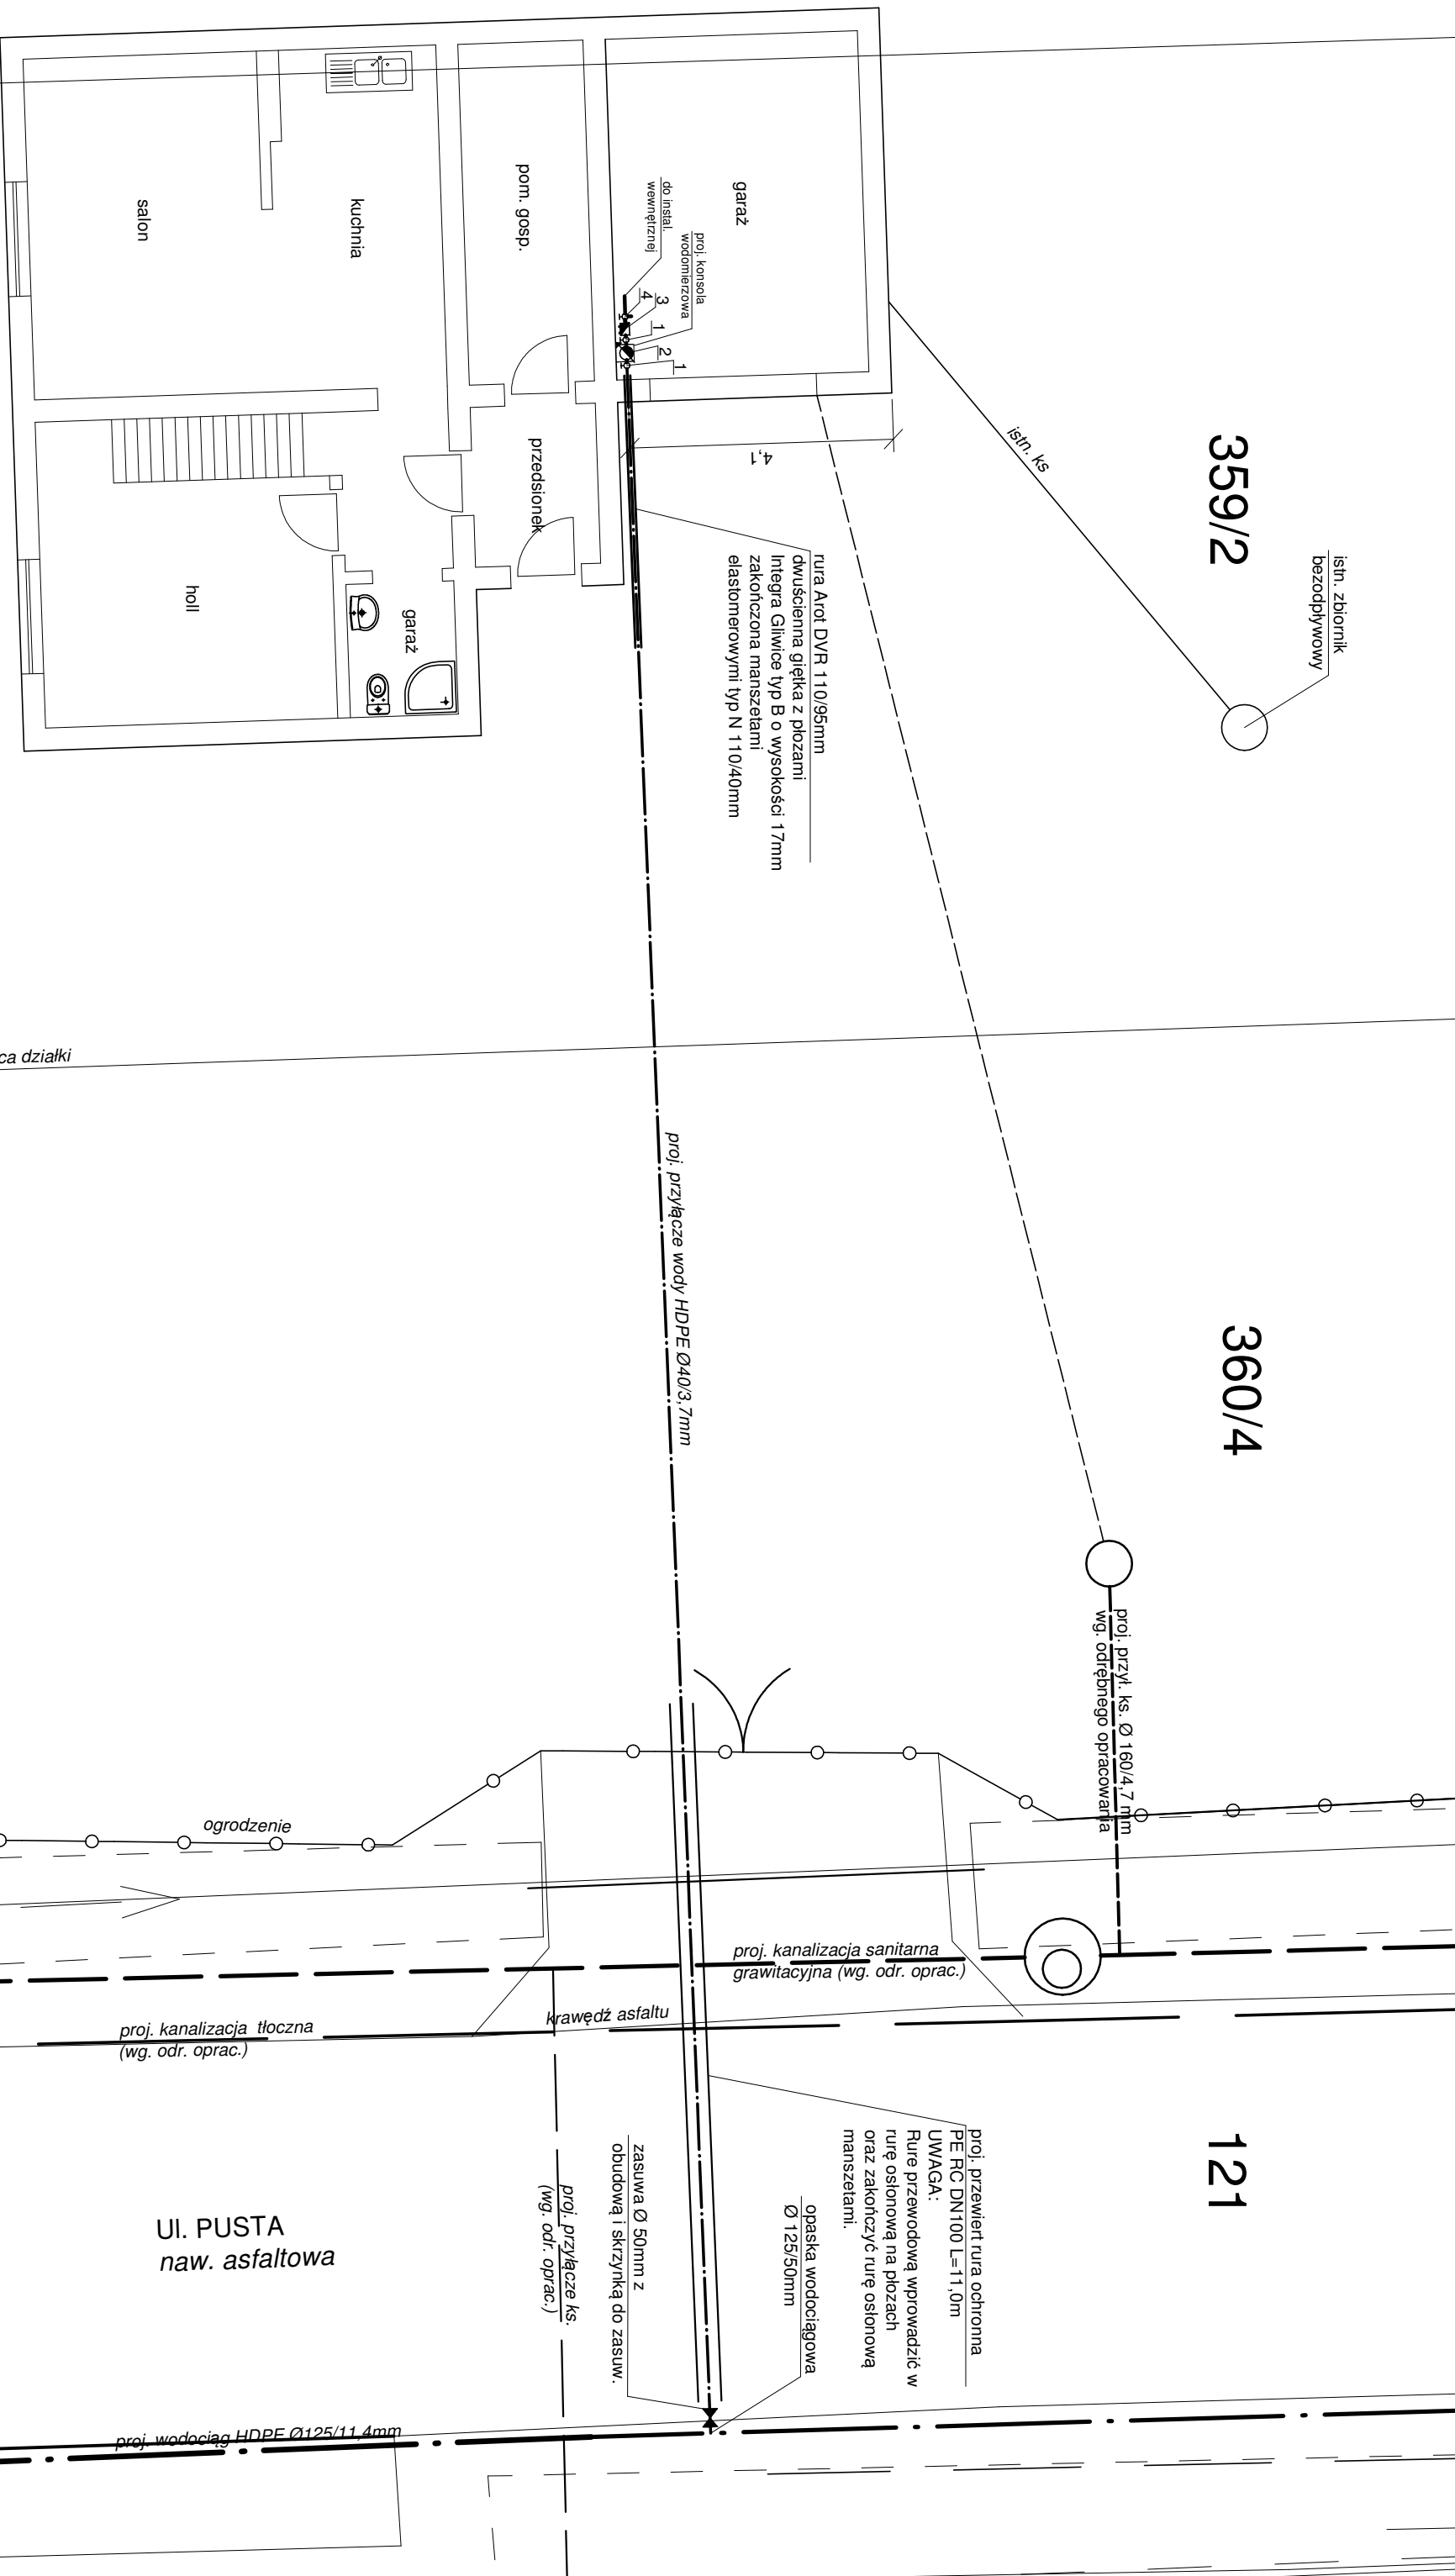 salon
kuchnia
pom. gosp.
garaż
do instal.
wewnętrznej
proj. konsola
wodomierzowa
4
3
1
2
1
przedsionek
holl
garaż
4,1
istn. ks
359/2
istn. zbiornik
bezodpływowy
rura Arot DVR 110/95mm
dwuścienna giętka z płozami
Integra Gliwice typ B o wysokości 17mm
zakończona manszetami
elastomerowymi typ N 110/40mm
ca działki
proj. przyłącze wody HDPE Ø40/3,7mm
360/4
proj. przył. ks. Ø 160/4,7 mm
wg. odrębnego opracowania
ogrodzenie
proj. kanalizacja sanitarna
grawitacyjna (wg. odr. oprac.)
krawędź asfaltu
proj. kanalizacja tłoczna
(wg. odr. oprac.)
121
proj. przewiert rura ochronna
PE RC DN100 L=11,0m
UWAGA:
Rure przewodową wprowadzić w
rurę osłonową na płozach
oraz zakończyć rurę osłonową
manszetami.
opaska wodociągowa
Ø 125/50mm
zasuwa Ø 50mm z
obudową i skrzynką do zasuw.
proj. przyłącze ks.
(wg. odr. oprac.)
Ul. PUSTA
naw. asfaltowa
proj. wodociąg HDPE Ø125/11,4mm